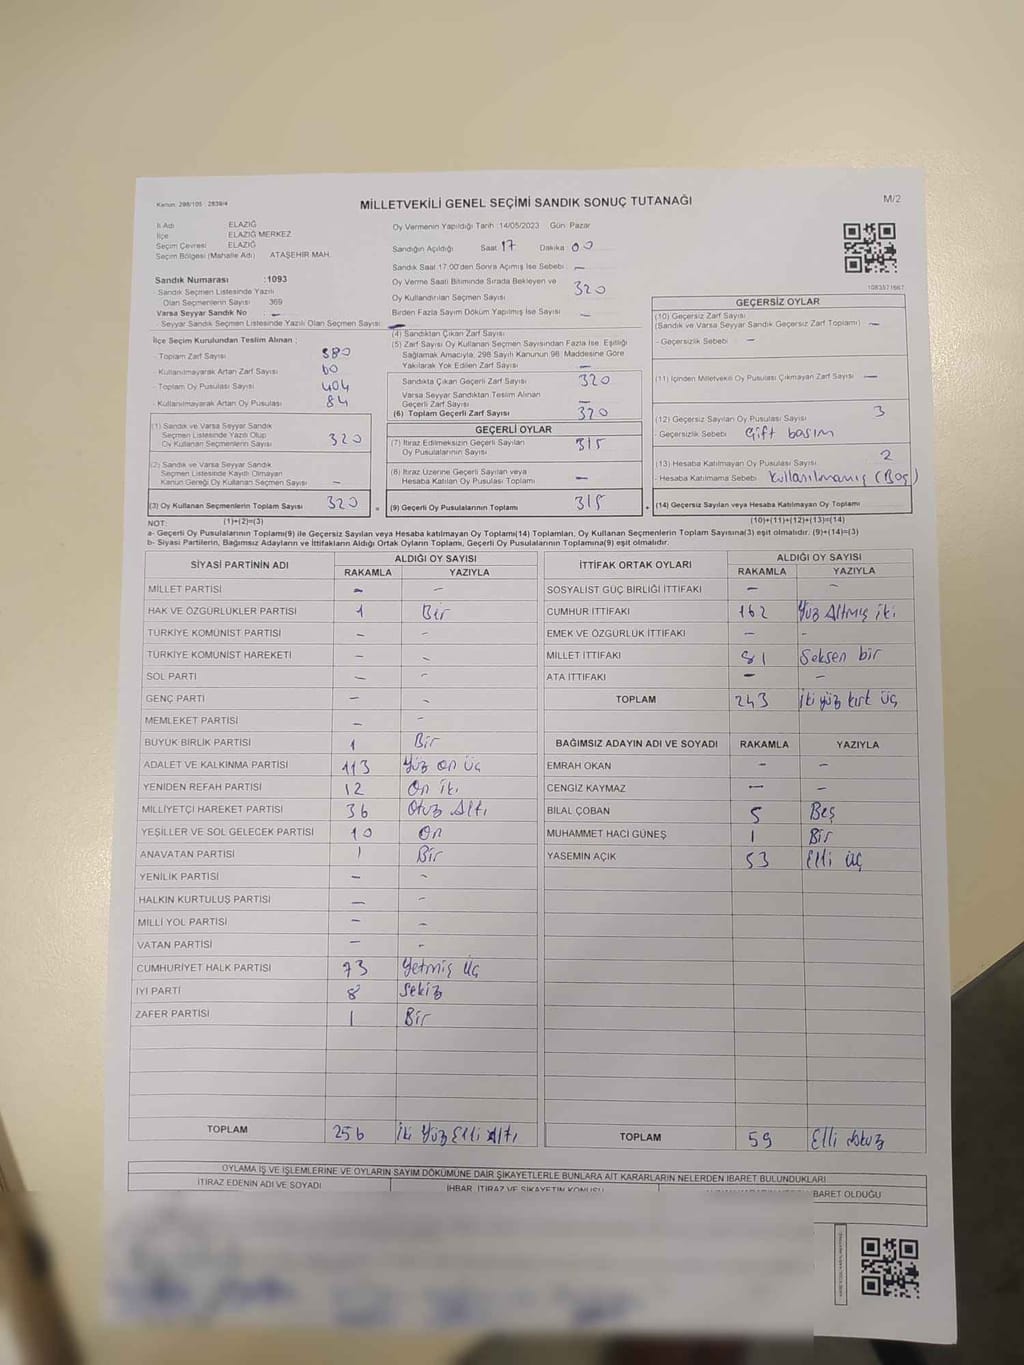 Kanun: 298/105 : 2839/4
MİLLETVEKİLİ GENEL SEÇİMİ SANDIK SONUÇ TUTANAĞI
M/2
İl Adı ELAZIĞ
İlçe ELAZIĞ MERKEZ
Seçim Çevresi ELAZIĞ
Seçim Bölgesi (Mahalle Adı) ATAŞEHİR MAH.
Sandık Numarası :1093
Sandık Seçmen Listesinde Yazılı
Olan Seçmenlerin Sayısı 369
Varsa Seyyar Sandık No –
- Seyyar Sandık Seçmen Listesinde Yazılı Olan Seçmen Sayısı: –
İlçe Seçim Kurulundan Teslim Alınan :
- Toplam Zarf Sayısı 380
- Kullanılmayarak Artan Zarf Sayısı 60
- Toplam Oy Pusulası Sayısı 404
- Kullanılmayarak Artan Oy Pusulası 84
(1) Sandık ve Varsa Seyyar Sandık
Seçmen Listesinde Yazılı Olup
Oy Kullanan Seçmenlerin Sayısı 320
(2) Sandık ve Varsa Seyyar Sandık
Seçmen Listesinde Kaydı Olmayan
Kanun Gereği Oy Kullanan Seçmen Sayısı –
(3) Oy Kullanan Seçmenlerin Toplam Sayısı 320
Oy Vermenin Yapıldığı Tarih :14/05/2023 Gün: Pazar
Sandığın Açıldığı Saat: 17 Dakika: 00
Sandık Saat 17:00'den Sonra Açılmış İse Sebebi: –
Oy Verme Saati Bitiminde Sırada Bekleyen ve
Oy Kullandırılan Seçmen Sayısı 320
Birden Fazla Sayım Döküm Yapılmış İse Sayısı –
(4) Sandıktan Çıkan Zarf Sayısı
(5) Zarf Sayısı Oy Kullanan Seçmen Sayısından Fazla İse; Eşitliği
Sağlamak Amacıyla, 298 Sayılı Kanunun 98. Maddesine Göre
Yakılarak Yok Edilen Zarf Sayısı –
Sandıkta Çıkan Geçerli Zarf Sayısı 320
Varsa Seyyar Sandıktan Teslim Alınan
Geçerli Zarf Sayısı –
(6) Toplam Geçerli Zarf Sayısı 320
GEÇERLİ OYLAR
(7) İtiraz Edilmeksizin Geçerli Sayılan
Oy Pusulalarının Sayısı 315
(8) İtiraz Üzerine Geçerli Sayılan veya
Hesaba Katılan Oy Pusulası Toplamı –
(9) Geçerli Oy Pusulalarının Toplamı 315
1083571667
GEÇERSİZ OYLAR
(10) Geçersiz Zarf Sayısı
(Sandık ve Varsa Seyyar Sandık Geçersiz Zarf Toplamı) –
- Geçersizlik Sebebi –
(11) İçinden Milletvekili Oy Pusulası Çıkmayan Zarf Sayısı –
(12) Geçersiz Sayılan Oy Pusulası Sayısı 3
- Geçersizlik Sebebi Çift basım
(13) Hesaba Katılmayan Oy Pusulası Sayısı 2
- Hesaba Katılmama Sebebi Kullanılmamış (Boş)
(14) Geçersiz Sayılan veya Hesaba Katılmayan Oy Toplamı
NOT: (1)+(2)=(3) (10)+(11)+(12)+(13)=(14)
a- Geçerli Oy Pusulalarının Toplamı(9) ile Geçersiz Sayılan veya Hesaba katılmayan Oy Toplamı(14) Toplamları, Oy Kullanan Seçmenlerin Toplam Sayısına(3) eşit olmalıdır. (9)+(14)=(3)
b- Siyasi Partilerin, Bağımsız Adayların ve İttifakların Aldığı Ortak Oyların Toplamı, Geçerli Oy Pusulalarının Toplamına(9) eşit olmalıdır.
SİYASİ PARTİNİN ADI ALDIĞI OY SAYISI
RAKAMLA YAZIYLA
MİLLET PARTİSİ – –
HAK VE ÖZGÜRLÜKLER PARTİSİ 1 Bir
TÜRKİYE KOMÜNİST PARTİSİ – –
TÜRKİYE KOMÜNİST HAREKETİ – –
SOL PARTİ – –
GENÇ PARTİ – –
MEMLEKET PARTİSİ – –
BÜYÜK BİRLİK PARTİSİ 1 Bir
ADALET VE KALKINMA PARTİSİ 113 Yüz on üç
YENİDEN REFAH PARTİSİ 12 On iki
MİLLİYETÇİ HAREKET PARTİSİ 36 Otuz Altı
YEŞİLLER VE SOL GELECEK PARTİSİ 10 On
ANAVATAN PARTİSİ 1 Bir
YENİLİK PARTİSİ – –
HALKIN KURTULUŞ PARTİSİ – –
MİLLİ YOL PARTİSİ – –
VATAN PARTİSİ – –
CUMHURİYET HALK PARTİSİ 73 Yetmiş üç
İYİ PARTİ 8 Sekiz
ZAFER PARTİSİ 1 Bir
TOPLAM 256 İki Yüz Elli Altı
İTTİFAK ORTAK OYLARI ALDIĞI OY SAYISI
RAKAMLA YAZIYLA
SOSYALİST GÜÇ BİRLİĞİ İTTİFAKI – –
CUMHUR İTTİFAKI 162 Yüz Altmış iki
EMEK VE ÖZGÜRLÜK İTTİFAKI – –
MİLLET İTTİFAKI 81 Seksen bir
ATA İTTİFAKI – –
TOPLAM 243 İki yüz kırk üç
BAĞIMSIZ ADAYIN ADI VE SOYADI RAKAMLA YAZIYLA
EMRAH OKAN – –
CENGİZ KAYMAZ – –
BİLAL ÇOBAN 5 Beş
MUHAMMET HACI GÜNEŞ 1 Bir
YASEMİN AÇIK 53 Elli üç
TOPLAM 59 Elli dokuz
OYLAMA İŞ VE İŞLEMLERİNE VE OYLARIN SAYIM DÖKÜMÜNE DAİR ŞİKAYETLERLE BUNLARA AİT KARARLARIN NELERDEN İBARET BULUNDUKLARI
İTİRAZ EDENİN ADI VE SOYADI
İHBAR, İTİRAZ VE ŞİKAYETİN KONUSU
İBARET OLDUĞU